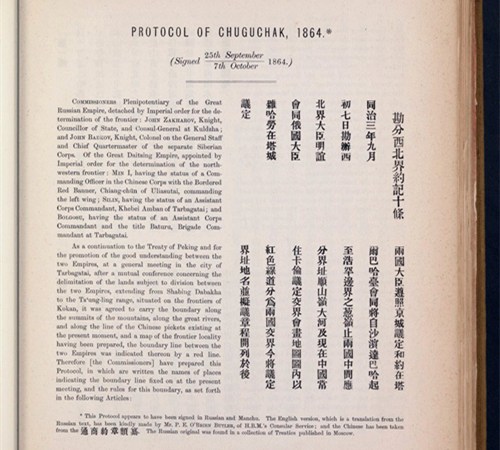 PROTOCOL OF CHUGUCHAK, 1864.*
(Signed 25th September
7th October 1864.)
COMMISSIONERS Plenipotentiary of the Great
Russian Empire, detached by Imperial order for the de-
termination of the frontier: JOHN ZAKHAROV, Knight,
Councillor of State, and Consul-General at Kuldsha;
and JOHN BABKOV, Knight, Colonel on the General Staff
and Chief Quartermaster of the separate Siberian
Corps. Of the Great Daitsing Empire, appointed by
Imperial order for the determination of the north-
western frontier: MIN I, having the status of a Com-
manding Officer in the Chinese Corps with the Bordered
Red Banner, Chiang-chün of Uliasutai, commanding
the left wing; SILIN, having the status of an Assistant
Corps Commandant, Khebei Amban of Tarbagatai; and
BOLGOSU, having the status of an Assistant Corps
Commandant and the title Batura, Brigade Com-
mandant at Tarbagatai.
As a continuation to the Treaty of Peking and for
the promotion of the good understanding between the
two Empires, at a general meeting in the city of
Tarbagatai, after a mutual conference concerning the
delimitation of the lands subject to division between
the two Empires, extending from Shabing Dabakha
to the Ts'ung-ling range, situated on the frontiers of
Kokan, it was agreed to carry the boundary along
the summits of the mountains, along the great rivers,
and along the line of the Chinese pickets existing at
the present moment, and a map of the frontier locality
having been prepared, the boundary line between the
two Empires was indicated thereon by a red line.
Therefore [the Commissioners] have prepared this
Protocol, in which are written the names of places
indicating the boundary line fixed on at the present
meeting, and the rules for this boundary, as set forth
in the following Articles:
勘分西北界約記十條
同治三年九月
初七日勘辦西
北界大臣明誼
會同俄國大臣
雜哈勞在塔城
議定
兩國大臣遵照京城議定和約在塔
爾巴哈臺會同將自沙濱達巴哈起
至浩罕邊界之葱嶺止兩國中間應
分界址順山嶺大河及現在中國常
住卡倫議定交界會畫地圖圖內以
紅色線道分為兩國交界今將議定
界址地名並擬議章程開列於後
* This Protocol appears to have been signed in Russian and Manchu. The English version, which is a translation from the
Russian text, has been kindly made by Mr. P. E. O'BRIEN BUTLER, of H.B.M.'s Consular Service; and the Chinese has been taken
from the The Russian original was found in a collection of Treaties published in Moscow.